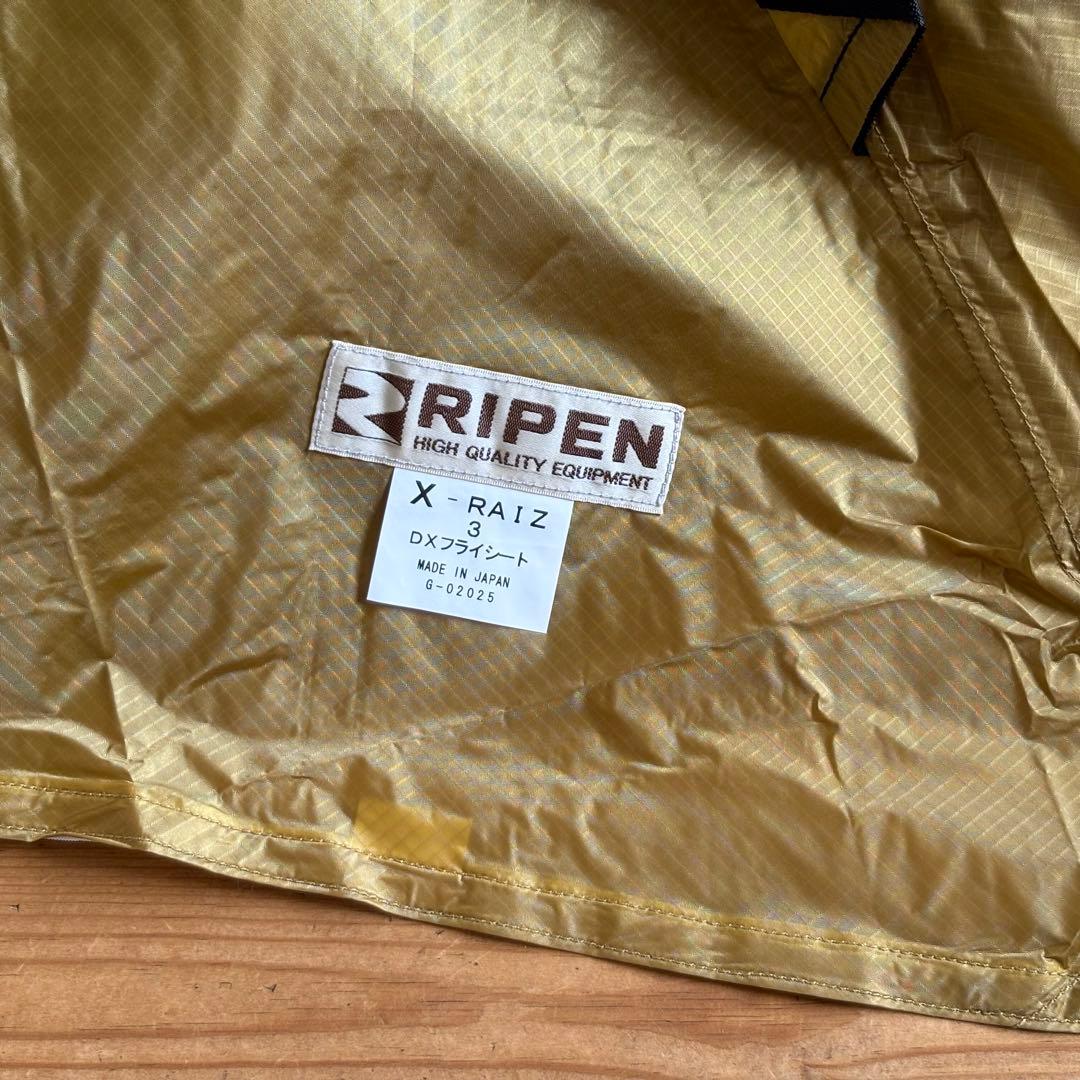 RIPEN
HIGH QUALITY EQUIPMENT
X-RAIZ
3
DXフライシート
MADE IN JAPAN
G-02025